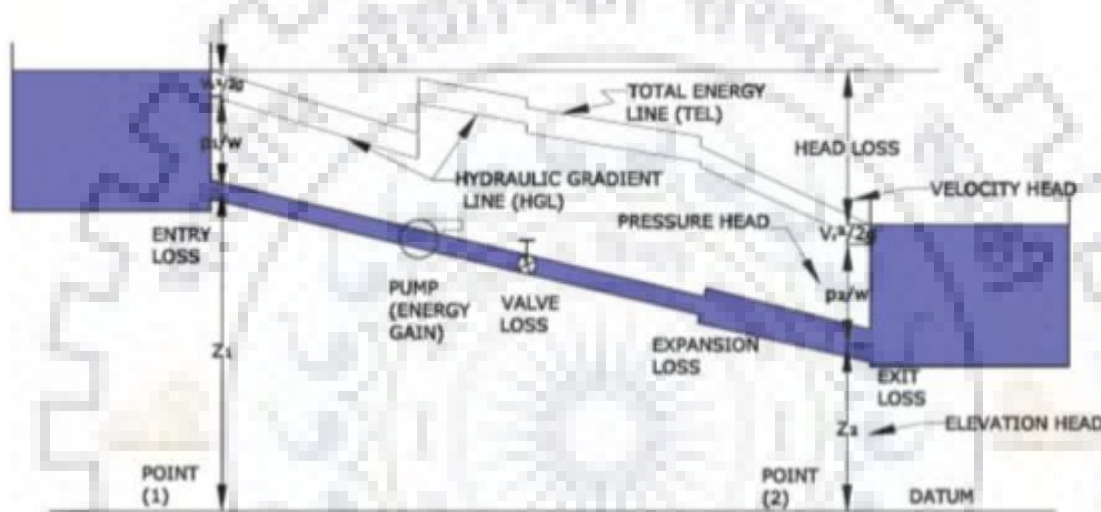 V₁²/2g
p₁/w
TOTAL ENERGY
LINE (TEL)
HEAD LOSS
HYDRAULIC GRADIENT
LINE (HGL)
VELOCITY HEAD
PRESSURE HEAD
ENTRY
LOSS
V₂²/2g
PUMP
(ENERGY
GAIN)
VALVE
LOSS
p₂/w
Z₁
EXPANSION
LOSS
EXIT
LOSS
Z₂
ELEVATION HEAD
POINT
(1)
POINT
(2)
DATUM